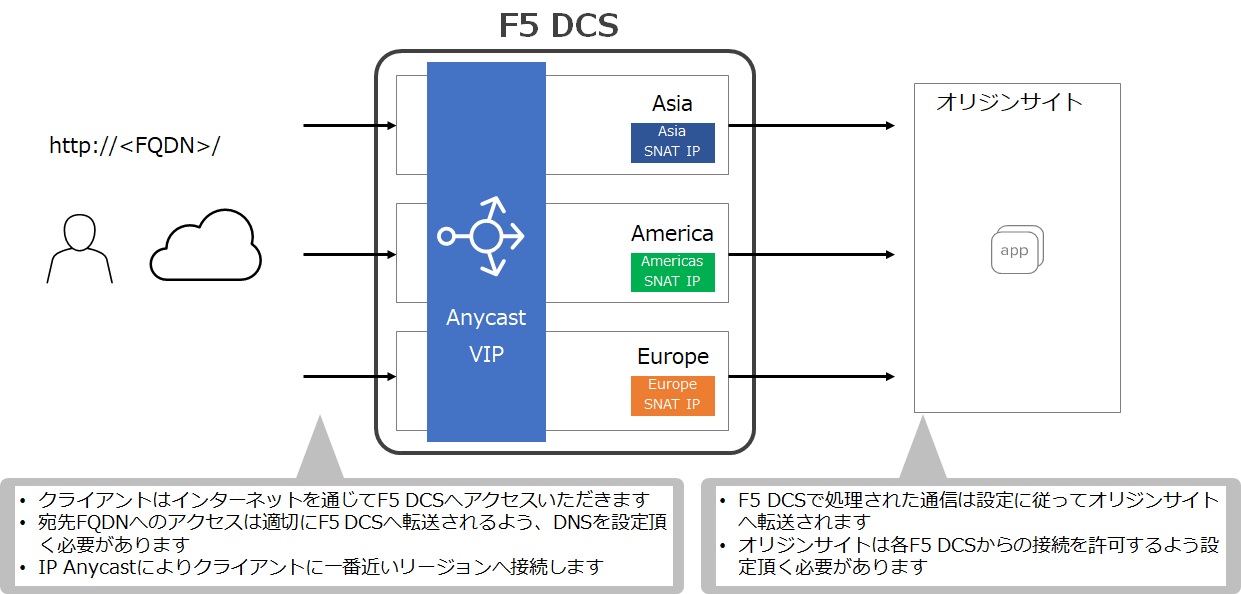 F5 DCS
http://<FQDN>/
Asia
Asia
SNAT IP
America
Americas
SNAT IP
Anycast
VIP
Europe
Europe
SNAT IP
オリジンサイト
app
• クライアントはインターネットを通じてF5 DCSへアクセスいただきます
• 宛先FQDNへのアクセスは適切にF5 DCSへ転送されるよう、DNSを設定頂
く必要があります
• IP Anycastによりクライアントに一番近いリージョンへ接続します
• F5 DCSで処理された通信は設定に従ってオリジンサイト
へ転送されます
• オリジンサイトは各F5 DCSからの接続を許可するよう設
定頂く必要があります